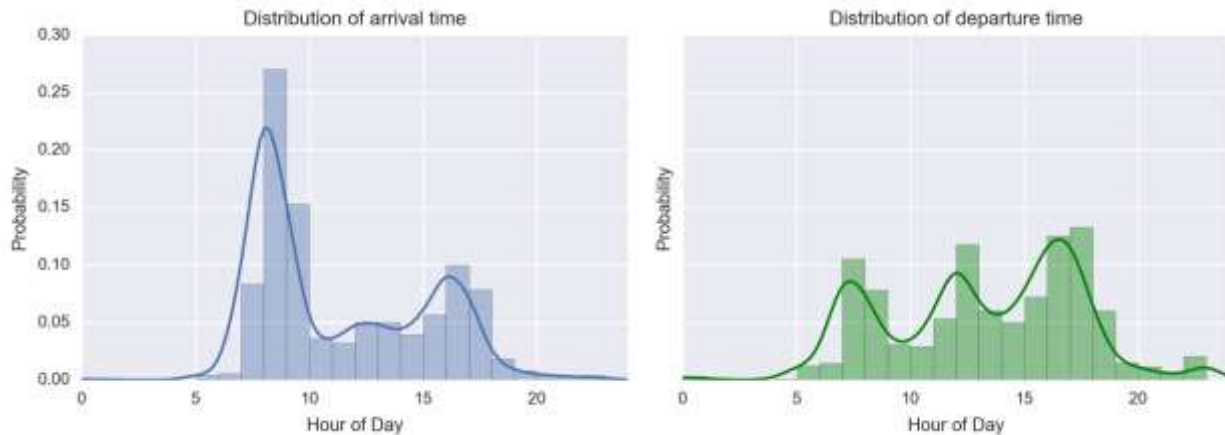 Distribution of arrival time
Probability
0.30
0.25
0.20
0.15
0.10
0.05
0.00
0 5 10 15 20
Hour of Day
Distribution of departure time
Probability
0 5 10 15 20
Hour of Day